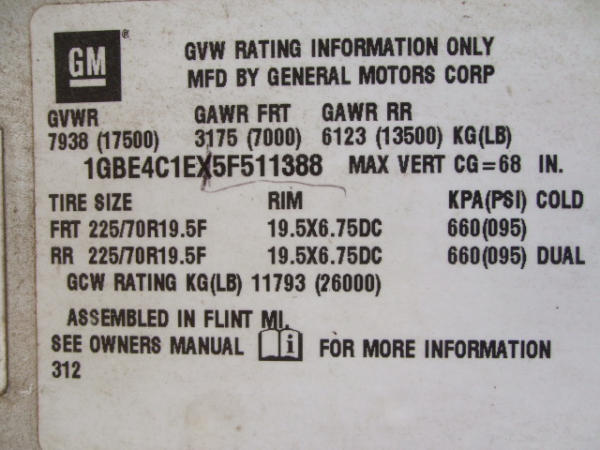 GM
GVW RATING INFORMATION ONLY
MFD BY GENERAL MOTORS CORP
GVWR GAWR FRT GAWR RR
7938 (17500) 3175 (7000) 6123 (13500) KG(LB)
1GBE4C1EX5F511388 MAX VERT CG=68 IN.
TIRE SIZE RIM KPA(PSI) COLD
FRT 225/70R19.5F 19.5X6.75DC 660(095)
RR 225/70R19.5F 19.5X6.75DC 660(095) DUAL
GCW RATING KG(LB) 11793 (26000)
ASSEMBLED IN FLINT MI.
SEE OWNERS MANUAL i FOR MORE INFORMATION
312